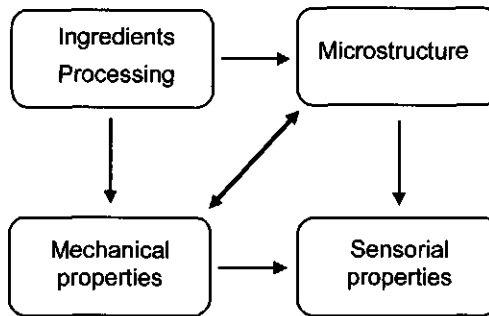 Ingredients
Processing
Microstructure
Mechanical
properties
Sensorial
properties